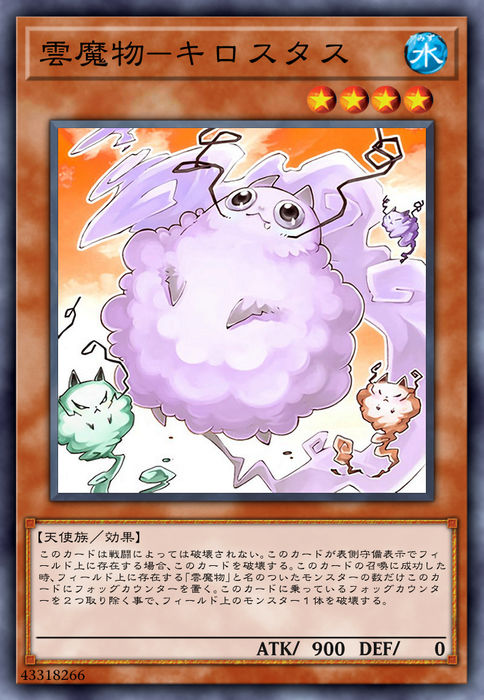 雲魔物－キロスタス
みず
水
【天使族／効果】
このカードは戦闘によっては破壊されない。このカードが表側守備表示でフィ
ールド上に存在する場合、このカードを破壊する。このカードの召喚に成功した
時、フィールド上に存在する「雲魔物」と名のついたモンスターの数だけこのカ
ードにフォッグカウンターを置く。このカードに乗っているフォッグカウンタ
ーを２つ取り除く事で、フィールド上のモンスター１体を破壊する。
ATK/ 900 DEF/ 0
43318266